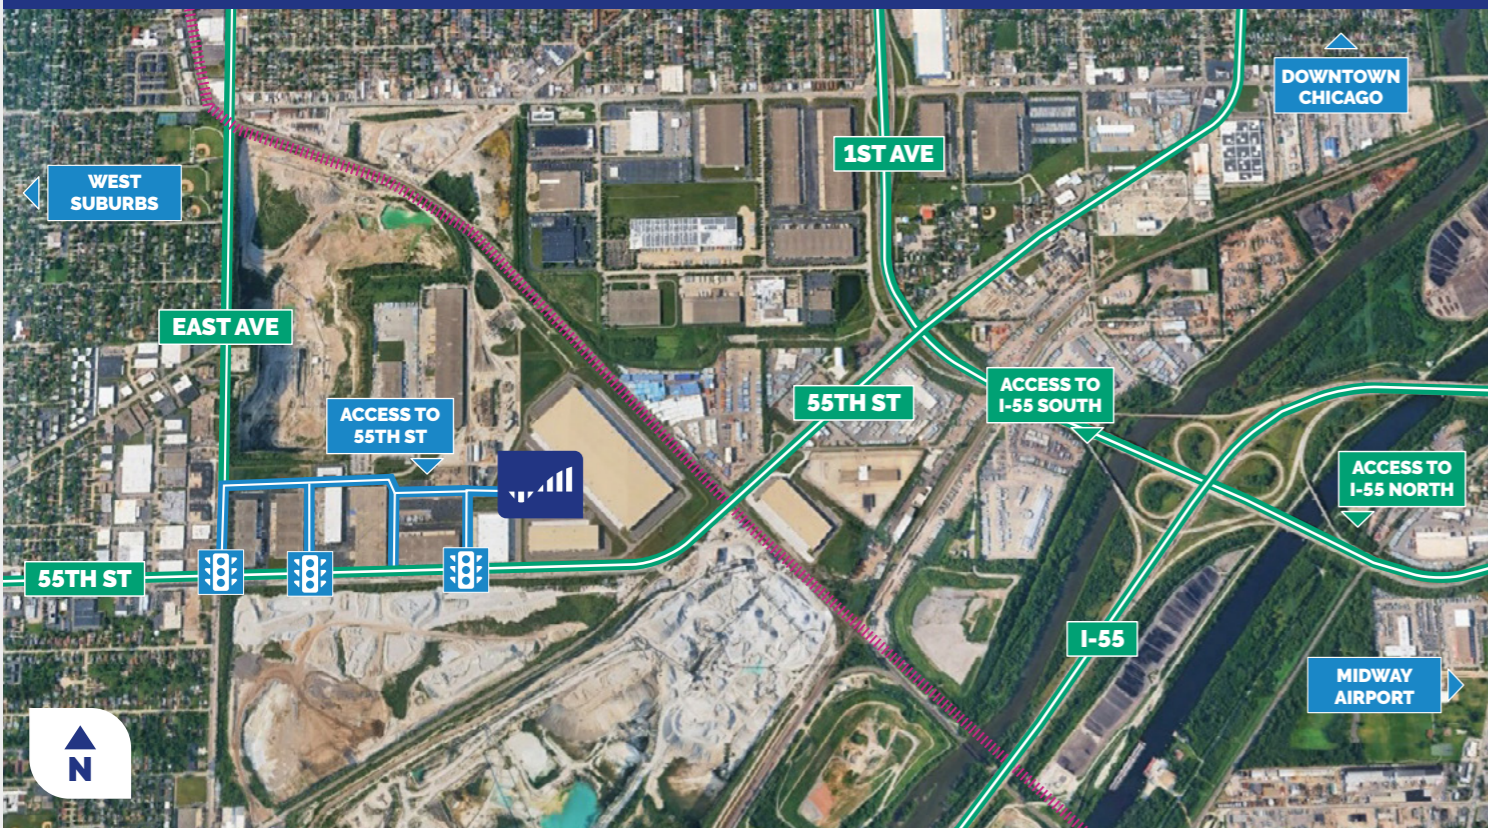 DOWNTOWN
CHICAGO
1ST AVE
WEST
SUBURBS
EAST AVE
ACCESS TO
I-55 SOUTH
55TH ST
ACCESS TO
55TH ST
ACCESS TO
I-55 NORTH
55TH ST
I-55
MIDWAY
AIRPORT
N